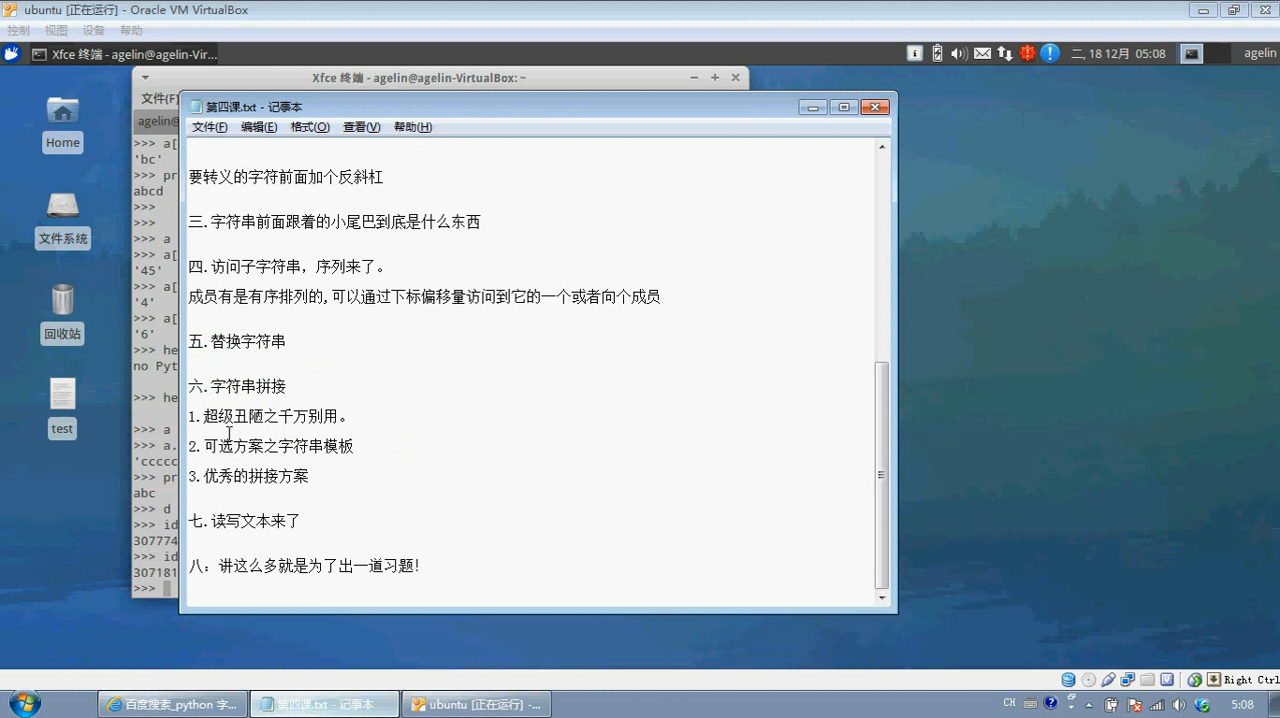 ubuntu [正在运行] - Oracle VM VirtualBox
控制 视图 设备 帮助
Xfce 终端 - agelin@agelin-Vir...
二, 18 12月 05:08
agelin
Xfce 终端 - agelin@agelin-VirtualBox: ~
文件(F)
agelin@
第四课.txt - 记事本
文件(F) 编辑(E) 格式(O) 查看(V) 帮助(H)
Home
文件系统
回收站
test
>>> a[
'bc'
>>> pr
abcd
>>>
>>>
>>> a
>>> a[
'45'
>>> a[
'4'
>>> a[
'6'
>>> he
no Pyt
>>> he
>>> a
>>> a.
'ccccc
>>> pr
abc
>>> d
>>> id
307774
>>> id
307181
>>>
要转义的字符前面加个反斜杠
三.字符串前面跟着的小尾巴到底是什么东西
四.访问子字符串，序列来了。
成员有是有序排列的,可以通过下标偏移量访问到它的一个或者向个成员
五.替换字符串
六.字符串拼接
1.超级丑陋之千万别用。
2.可选方案之字符串模板
3.优秀的拼接方案
七.读写文本来了
八：讲这么多就是为了出一道习题!
Right Ctrl
百度搜索_python 字...
第四课.txt - 记事本
ubuntu [正在运行] -...
CH
5:08